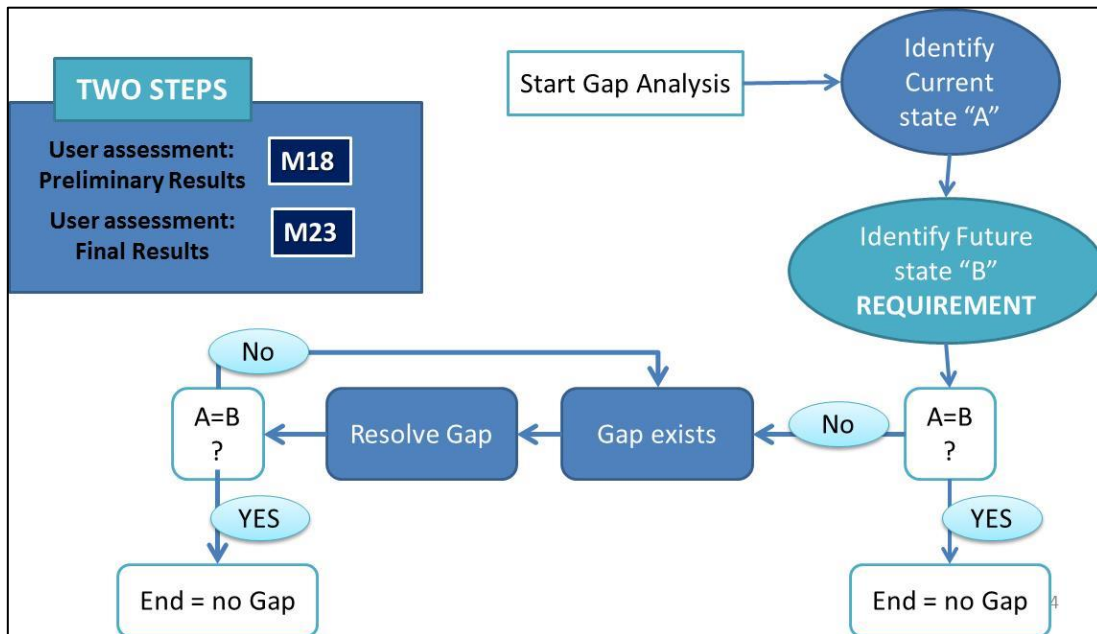 TWO STEPS
User assessment:
Preliminary Results
M18
User assessment:
Final Results
M23
Start Gap Analysis
Identify
Current
state “A”
Identify Future
state “B”
REQUIREMENT
A=B
?
No
YES
Gap exists
Resolve Gap
A=B
?
No
YES
End = no Gap
End = no Gap
4